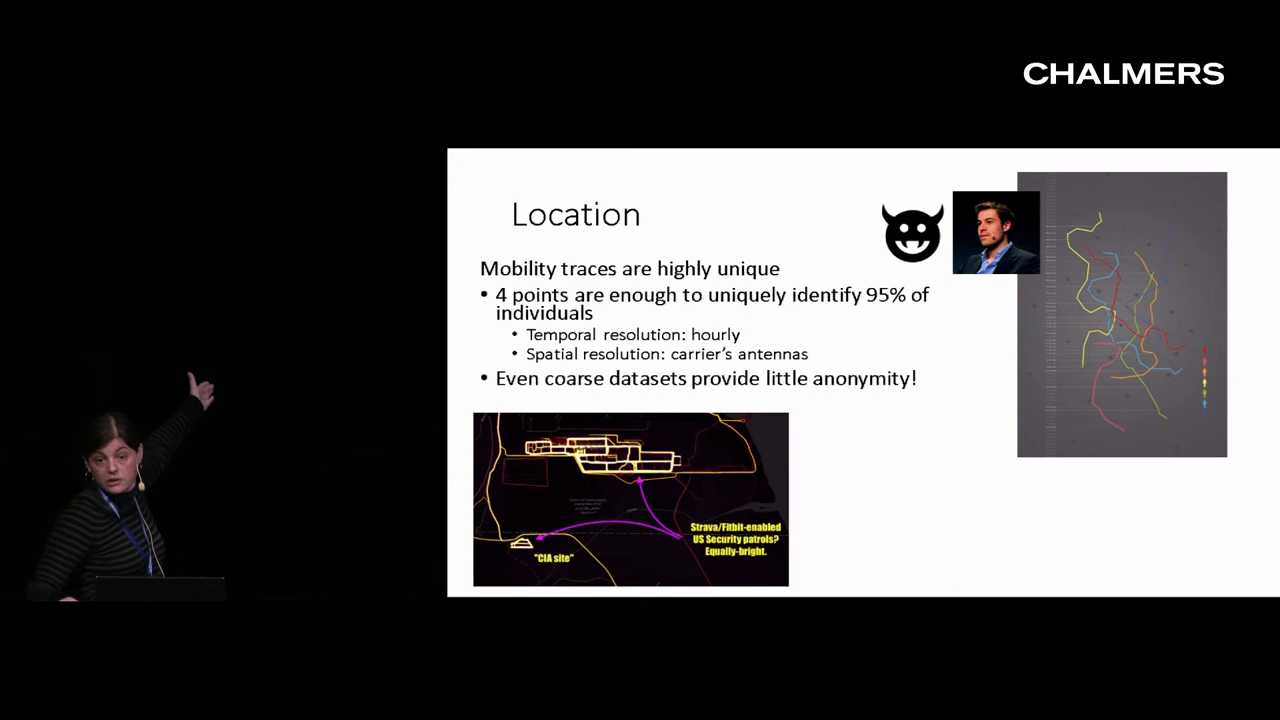 CHALMERS
Location
Mobility traces are highly unique
• 4 points are enough to uniquely identify 95% of
individuals
• Temporal resolution: hourly
• Spatial resolution: carrier's antennas
• Even coarse datasets provide little anonymity!
Strava/Fitbit-enabled
US Security patrols?
Equally-bright.
"CIA site"